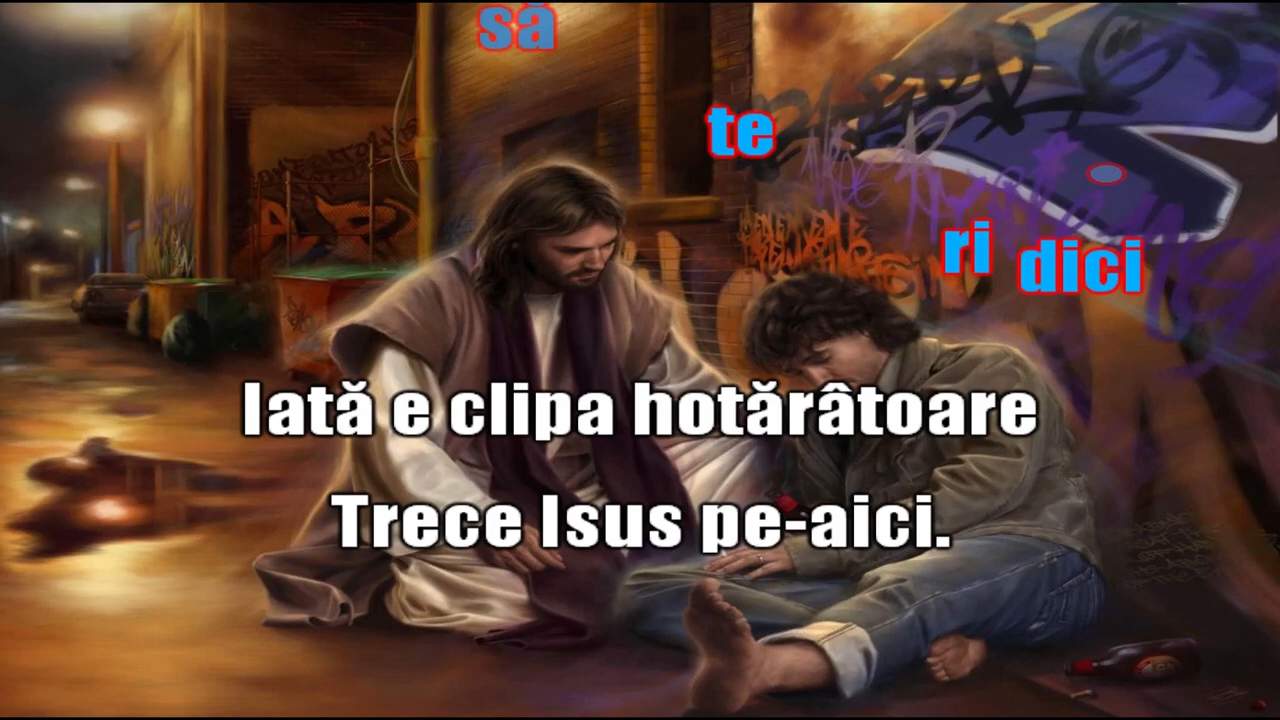 să
te
ri dici
Iată e clipa hotărâtoare
Trece Isus pe-aici.